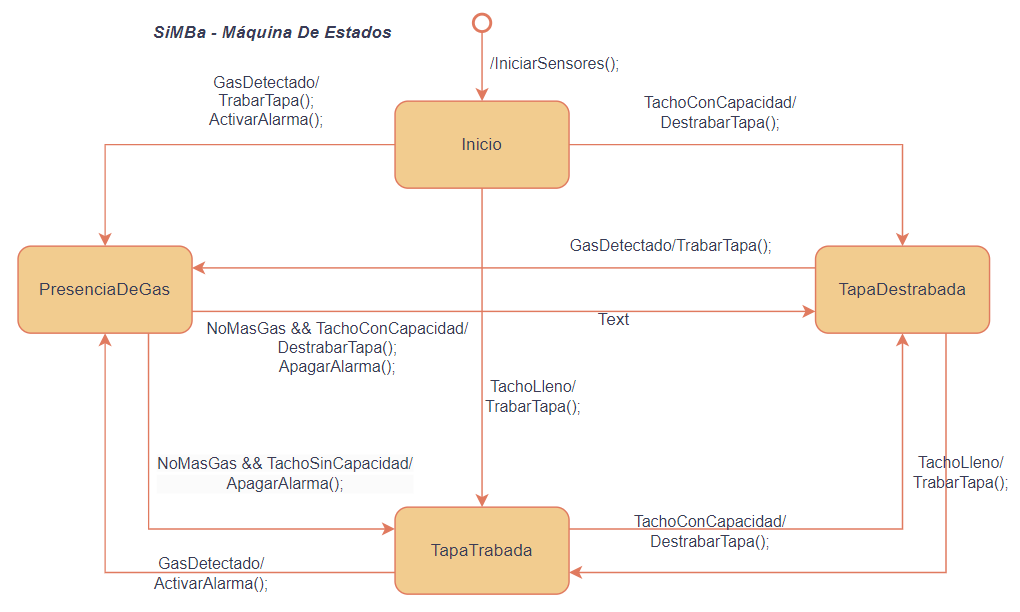 SiMBa - Máquina De Estados
/IniciarSensores();
GasDetectado/
TrabarTapa();
ActivarAlarma();
TachoConCapacidad/
DestrabarTapa();
Inicio
GasDetectado/TrabarTapa();
PresenciaDeGas
TapaDestrabada
Text
NoMasGas && TachoConCapacidad/
DestrabarTapa();
ApagarAlarma();
TachoLleno/
TrabarTapa();
NoMasGas && TachoSinCapacidad/
ApagarAlarma();
TachoLleno/
TrabarTapa();
TachoConCapacidad/
DestrabarTapa();
TapaTrabada
GasDetectado/
ActivarAlarma();